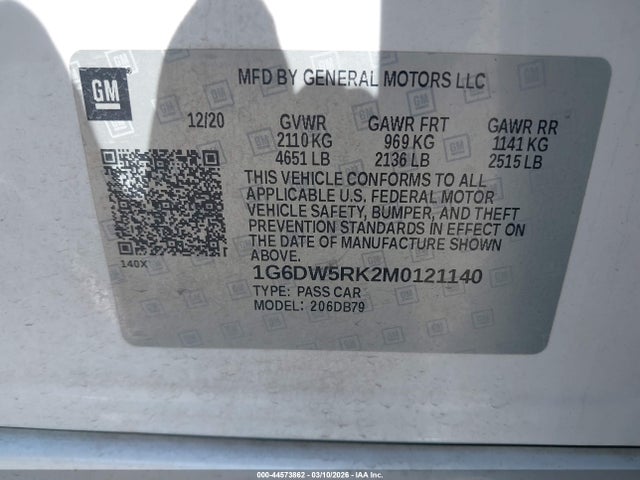 GM
MFD BY GENERAL MOTORS LLC
12/20 GVWR GAWR FRT GAWR RR
2110 KG 969 KG 1141 KG
4651 LB 2136 LB 2515 LB
THIS VEHICLE CONFORMS TO ALL
APPLICABLE U.S. FEDERAL MOTOR
VEHICLE SAFETY, BUMPER, AND THEFT
PREVENTION STANDARDS IN EFFECT
ON THE DATE OF MANUFACTURE SHOWN
ABOVE.
140X
1G6DW5RK2M0121140
TYPE: PASS CAR
MODEL: 206DB79
000-44573862 - 03/10/2026 - COPYRIGHT © IAA, LLC